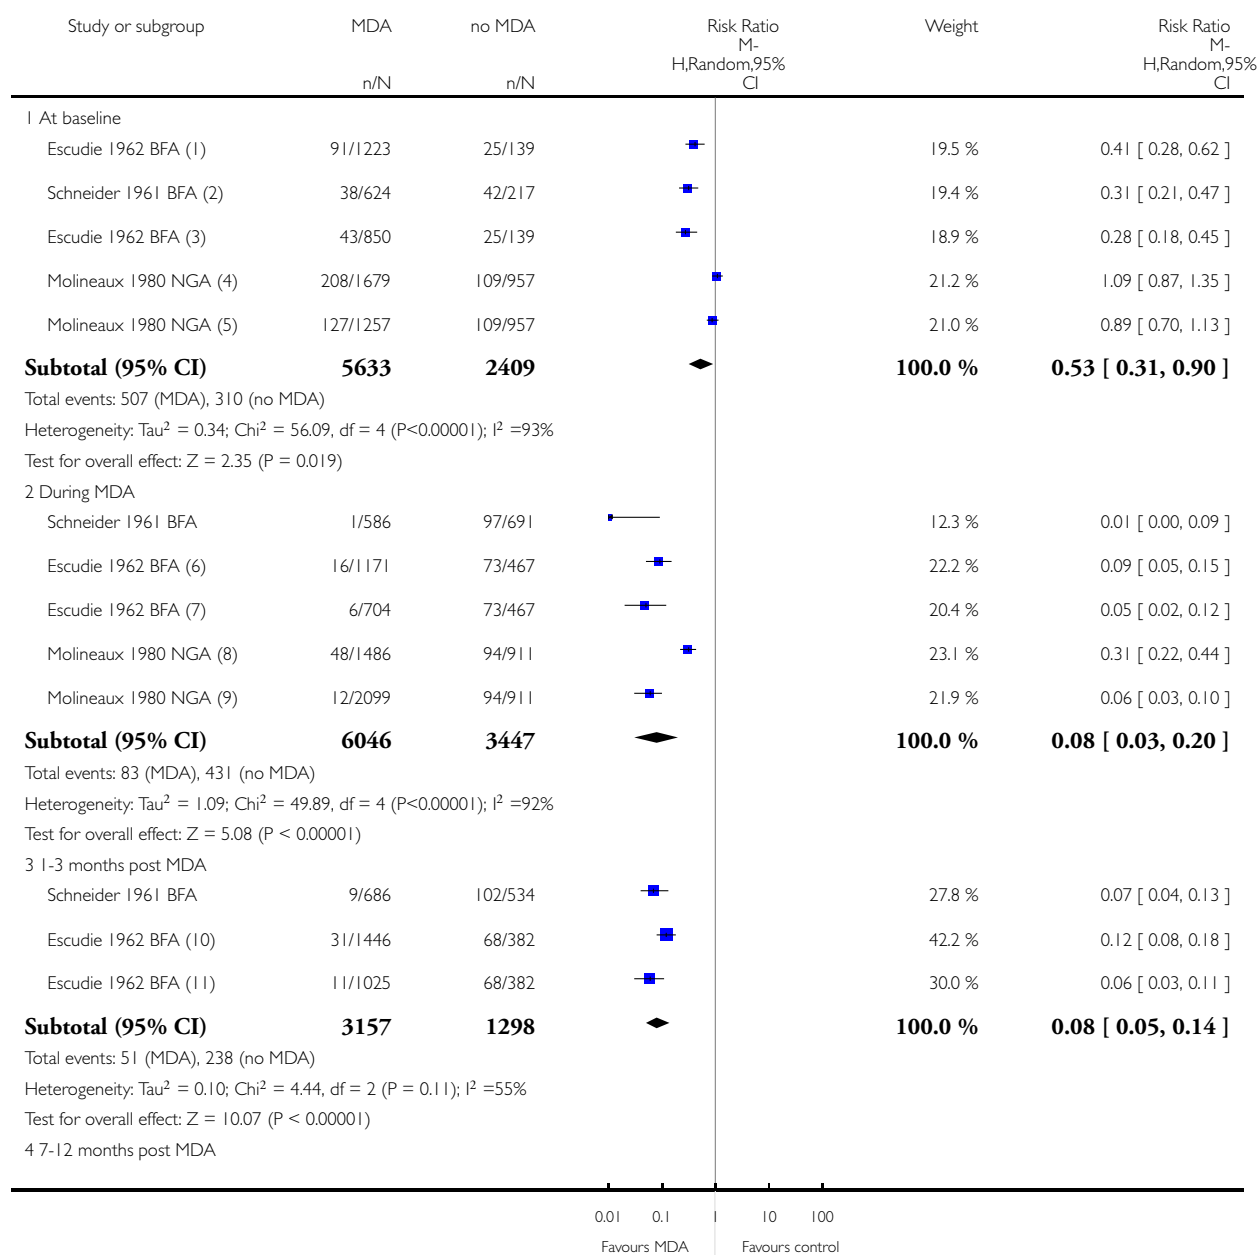 Study or subgroup MDA no MDA Risk Ratio Weight Risk Ratio
M- M-
H,Random,95% H,Random,95%
n/N n/N CI CI
1 At baseline
Escudie 1962 BFA (1) 91/1223 25/139 19.5 % 0.41 [ 0.28, 0.62 ]
Schneider 1961 BFA (2) 38/624 42/217 19.4 % 0.31 [ 0.21, 0.47 ]
Escudie 1962 BFA (3) 43/850 25/139 18.9 % 0.28 [ 0.18, 0.45 ]
Molineaux 1980 NGA (4) 208/1679 109/957 21.2 % 1.09 [ 0.87, 1.35 ]
Molineaux 1980 NGA (5) 127/1257 109/957 21.0 % 0.89 [ 0.70, 1.13 ]
Subtotal (95% CI) 5633 2409 100.0 % 0.53 [ 0.31, 0.90 ]
Total events: 507 (MDA), 310 (no MDA)
Heterogeneity: Tau² = 0.34; Chi² = 56.09, df = 4 (P<0.00001); I² =93%
Test for overall effect: Z = 2.35 (P = 0.019)
2 During MDA
Schneider 1961 BFA 1/586 97/691 12.3 % 0.01 [ 0.00, 0.09 ]
Escudie 1962 BFA (6) 16/1171 73/467 22.2 % 0.09 [ 0.05, 0.15 ]
Escudie 1962 BFA (7) 6/704 73/467 20.4 % 0.05 [ 0.02, 0.12 ]
Molineaux 1980 NGA (8) 48/1486 94/911 23.1 % 0.31 [ 0.22, 0.44 ]
Molineaux 1980 NGA (9) 12/2099 94/911 21.9 % 0.06 [ 0.03, 0.10 ]
Subtotal (95% CI) 6046 3447 100.0 % 0.08 [ 0.03, 0.20 ]
Total events: 83 (MDA), 431 (no MDA)
Heterogeneity: Tau² = 1.09; Chi² = 49.89, df = 4 (P<0.00001); I² =92%
Test for overall effect: Z = 5.08 (P < 0.00001)
3 1-3 months post MDA
Schneider 1961 BFA 9/686 102/534 27.8 % 0.07 [ 0.04, 0.13 ]
Escudie 1962 BFA (10) 31/1446 68/382 42.2 % 0.12 [ 0.08, 0.18 ]
Escudie 1962 BFA (11) 11/1025 68/382 30.0 % 0.06 [ 0.03, 0.11 ]
Subtotal (95% CI) 3157 1298 100.0 % 0.08 [ 0.05, 0.14 ]
Total events: 51 (MDA), 238 (no MDA)
Heterogeneity: Tau² = 0.10; Chi² = 4.44, df = 2 (P = 0.11); I² =55%
Test for overall effect: Z = 10.07 (P < 0.00001)
4 7-12 months post MDA
0.01 0.1 1 10 100
Favours MDA Favours control